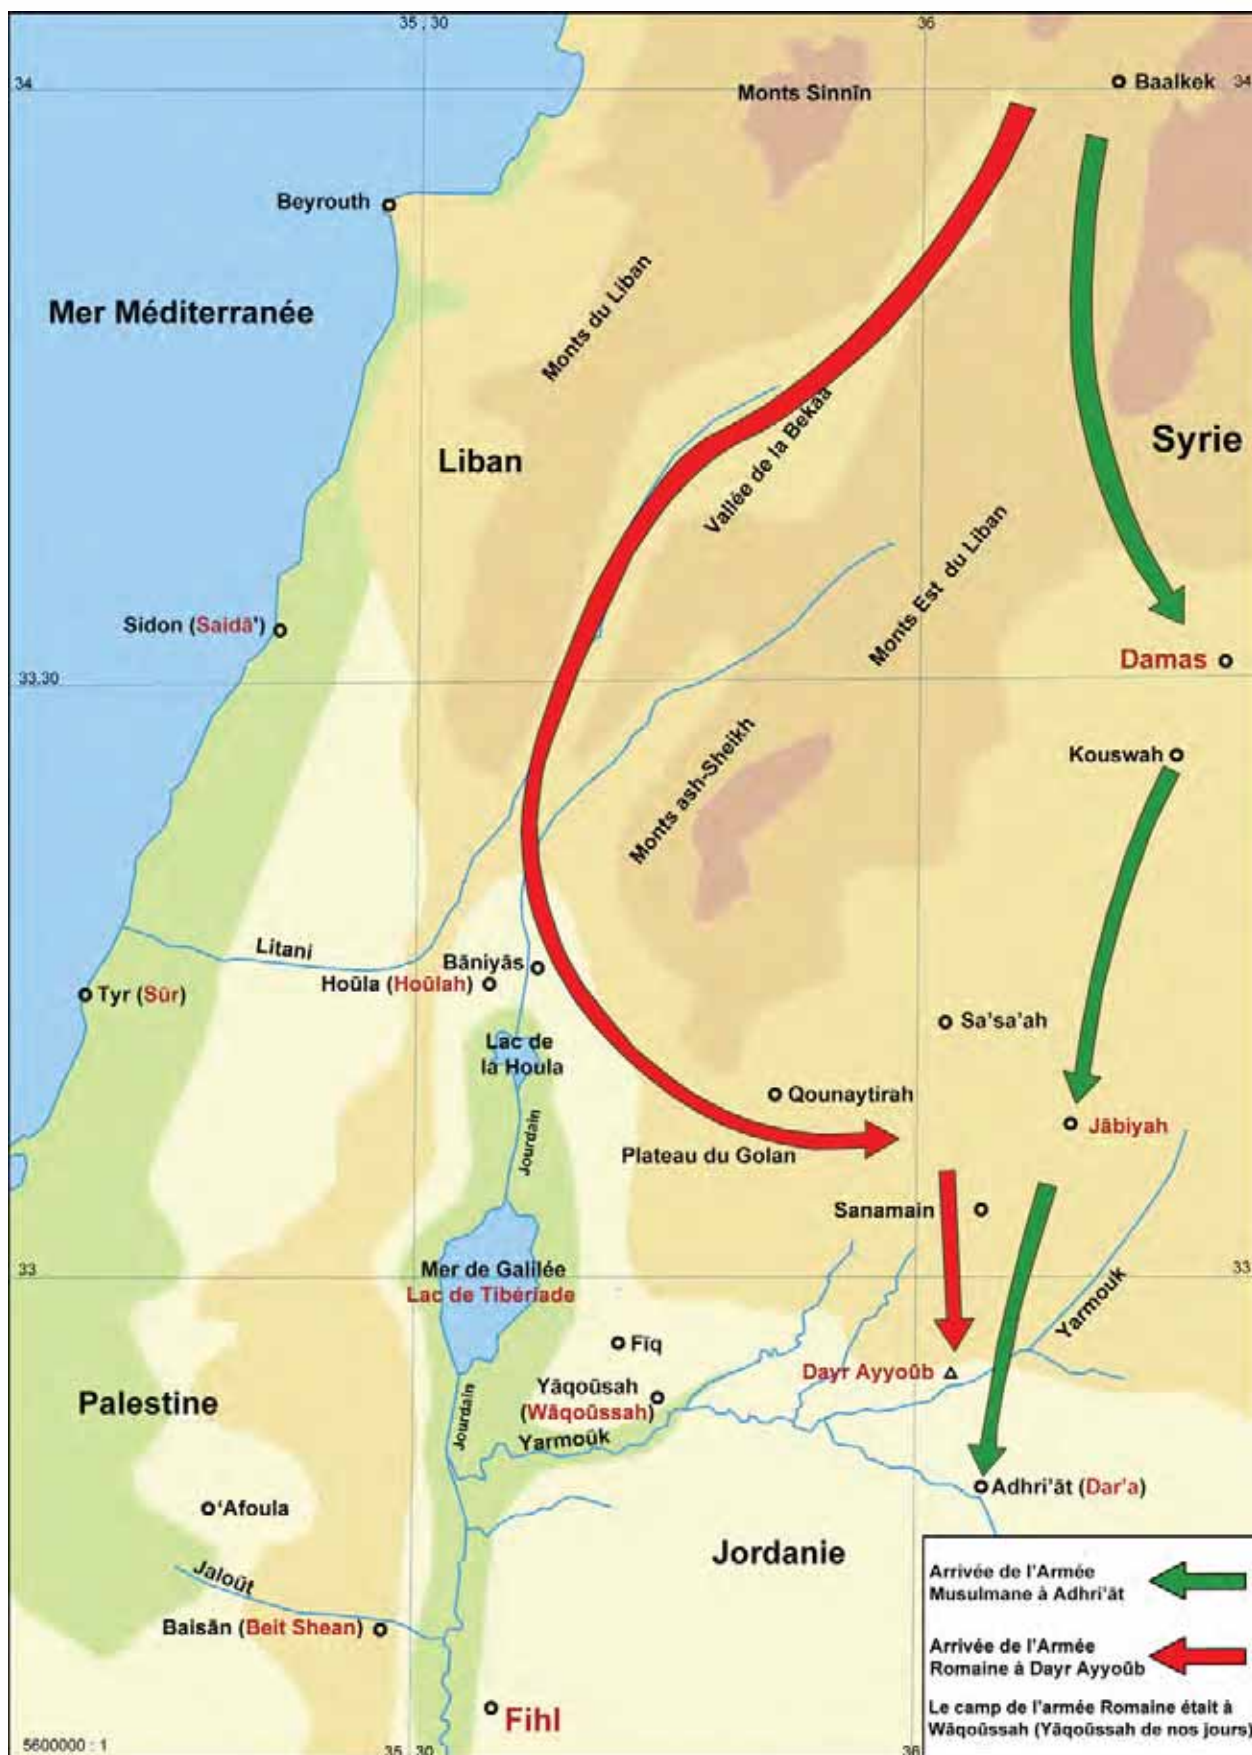 35 , 30
36
34
Monts Sinnîn
Baalkek
34
Beyrouth
Mer Méditerranée
Monts du Liban
Liban
Vallée de la Bekaa
Syrie
Monts Est du Liban
Sidon (Saidā')
Damas
33,30
Kouswah
Monts ash-Sheikh
Litani
Bāniyās
Hoūla (Hoūlah)
Tyr (Sūr)
Sa'sa'ah
Lac de
la Houla
Qounaytirah
Jourdain
Jābiyah
Plateau du Golan
Sanamain
33
Mer de Galilée
Lac de Tibériade
33
Yarmouk
Fīq
Dayr Ayyoūb
Yāqoūsah
(Wāqoūssah)
Palestine
Jourdain
Yarmoūk
Adhri'āt (Dar'a)
'Afoula
Jordanie
Jaloūt
Baisān (Beit Shean)
Fihl
Arrivée de l'Armée
Musulmane à Adhri'āt
Arrivée de l'Armée
Romaine à Dayr Ayyoūb
Le camp de l'armée Romaine était à
Wāqoūssah (Yāqoūssah de nos jours)
5600000 : 1
35 , 30
36